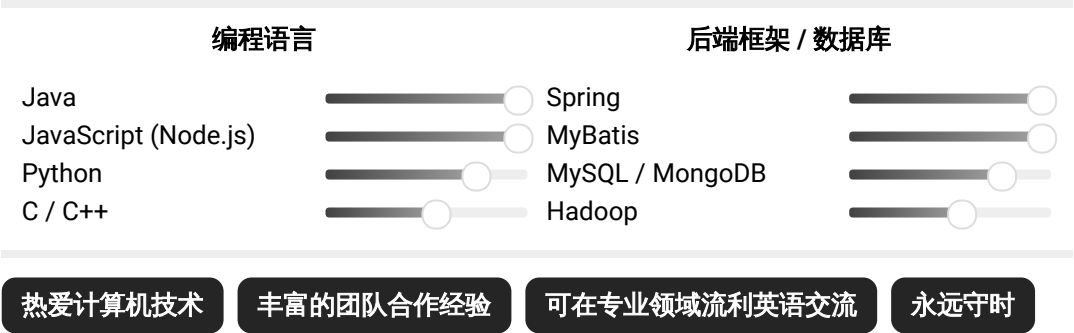 编程语言
Java
JavaScript (Node.js)
Python
C / C++
后端框架 / 数据库
Spring
MyBatis
MySQL / MongoDB
Hadoop
热爱计算机技术
丰富的团队合作经验
可在专业领域流利英语交流
永远守时